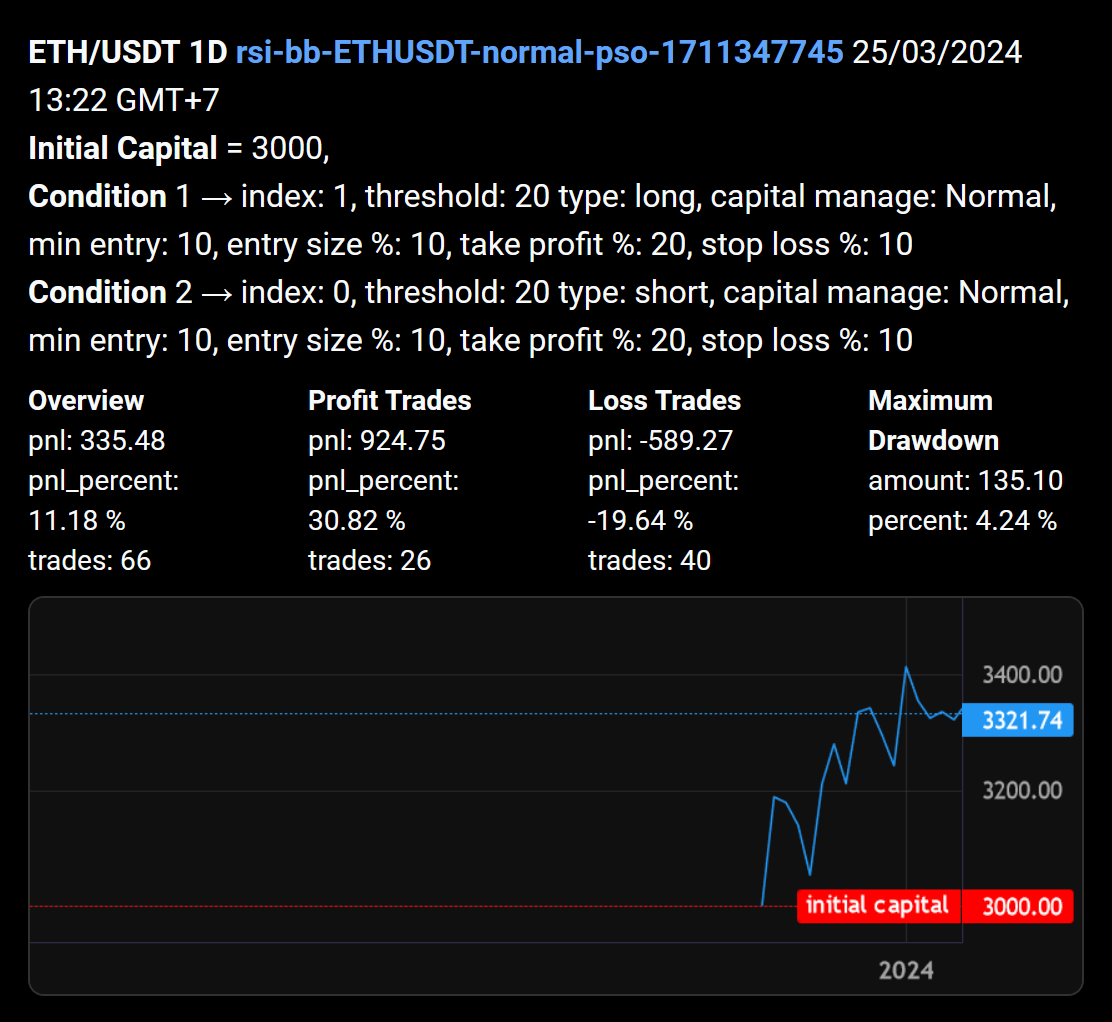 ETH/USDT 1D rsi-bb-ETHUSDT-normal-pso-1711347745 25/03/2024
13:22 GMT+7
Initial Capital = 3000,
Condition 1 → index: 1, threshold: 20 type: long, capital manage: Normal,
min entry: 10, entry size %: 10, take profit %: 20, stop loss %: 10
Condition 2 → index: 0, threshold: 20 type: short, capital manage: Normal,
min entry: 10, entry size %: 10, take profit %: 20, stop loss %: 10
Overview
pnl: 335.48
pnl_percent:
11.18 %
trades: 66
Profit Trades
pnl: 924.75
pnl_percent:
30.82 %
trades: 26
Loss Trades
pnl: -589.27
pnl_percent:
-19.64 %
trades: 40
Maximum
Drawdown
amount: 135.10
percent: 4.24 %
3400.00
3321.74
3200.00
initial capital 3000.00
2024